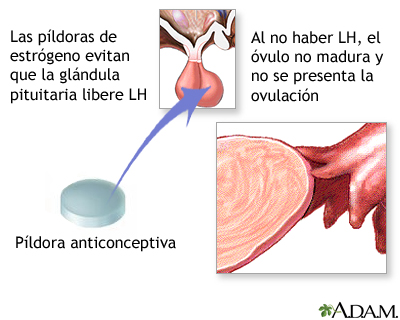 Las píldoras de
estrógeno evitan
que la glándula
pituitaria libere LH
Al no haber LH, el
óvulo no madura y
no se presenta la
ovulación
Píldora anticonceptiva
ADAM.